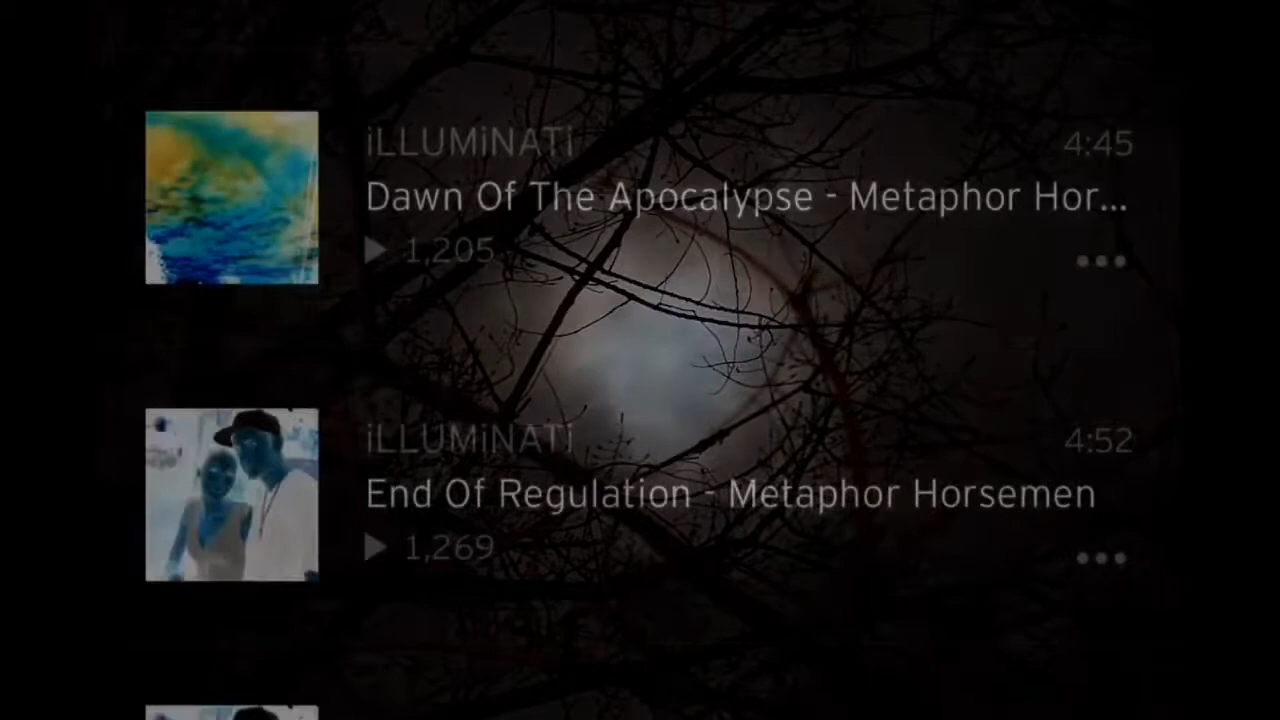 iLLUMiNATi
4:45
Dawn Of The Apocalypse - Metaphor Hor...
1,205
iLLUMiNATi
4:52
End Of Regulation - Metaphor Horsemen
1,269